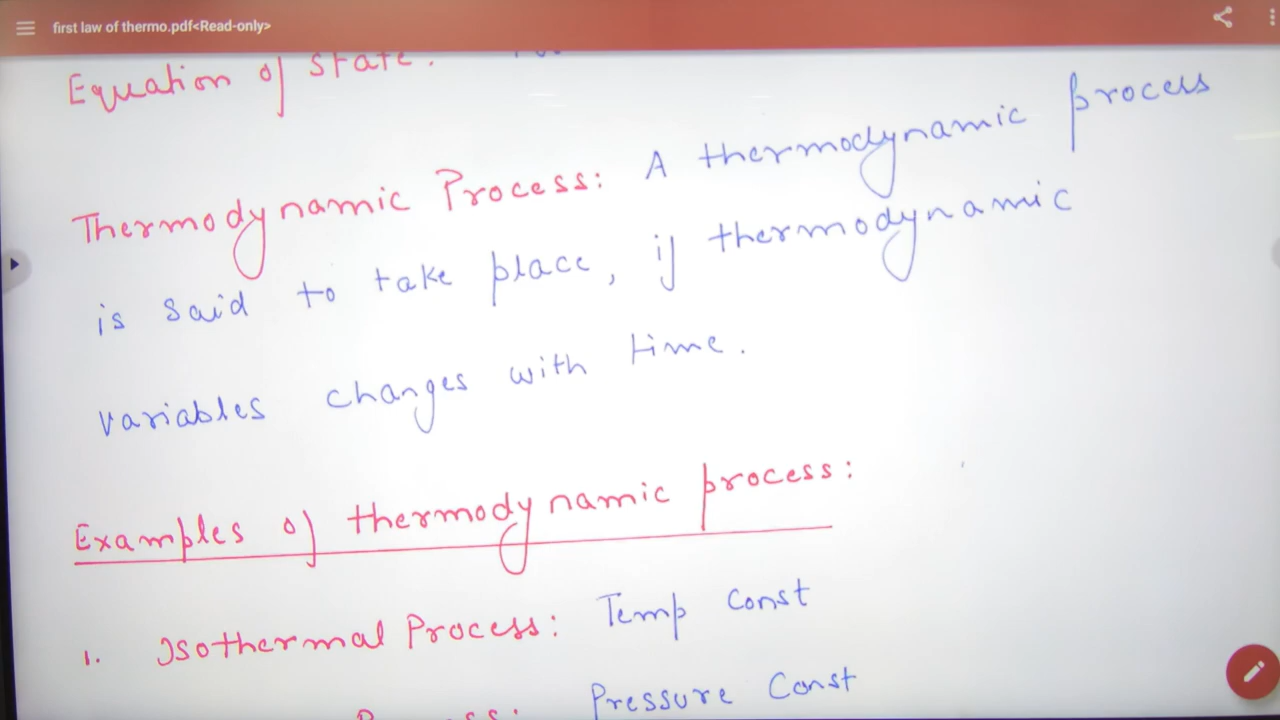 first law of thermo.pdf<Read-only>
Equation of state:
Thermodynamic Process: A thermodynamic process
is said to take place, if thermodynamic
variables changes with time.
Examples of thermodynamic process:
1. Isothermal Process: Temp Const
Pressure Const